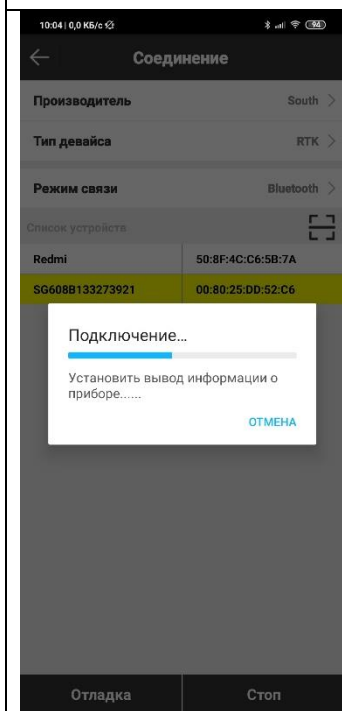 10:04 | 0,0 КБ/с
94
Соединение
Производитель South
Тип девайса RTK
Режим связи Bluetooth
Список устройств
Redmi 50:8F:4C:C6:5B:7A
SG608B133273921 00:80:25:DD:52:C6
Подключение...
Установить вывод информации о
приборе......
ОТМЕНА
Отладка Стоп